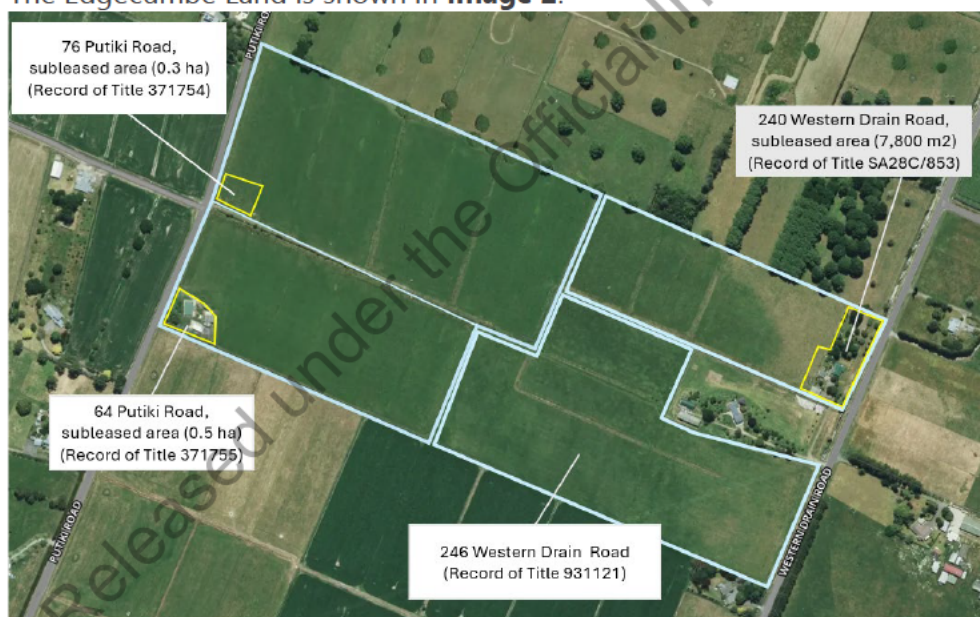 The Edgecumbe Land is shown in Image 2.
76 Putiki Road,
subleased area (0.3 ha)
(Record of Title 371754)
PUTIKI RO
240 Western Drain Road,
subleased area (7,800 m2)
(Record of Title SA28C/853)
64 Putiki Road,
subleased area (0.5 ha)
(Record of Title 371755)
246 Western Drain Road
(Record of Title 931121)
PUTIKI ROAD
WESTERN DRAIN ROAD
Released under the Official In